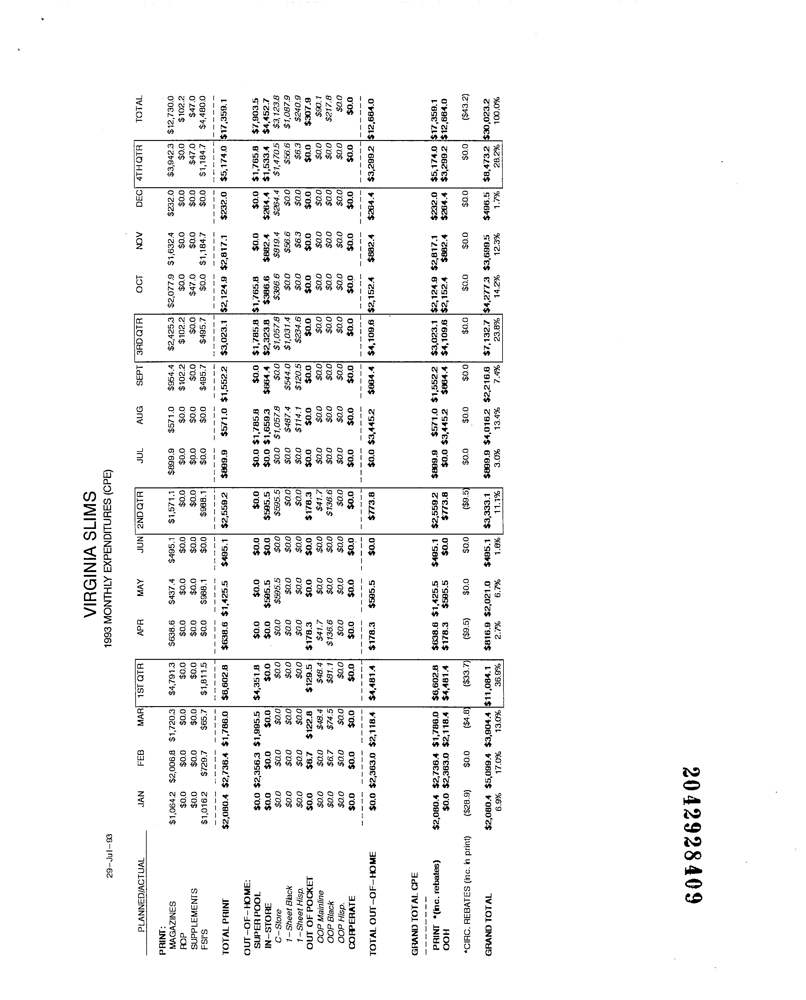 VIRGINIA SLIMS
1993 MONTHLY EXPENDITURES (CPE)
29-Jul-93
PLANNED/ACTUAL JAN FEB MAR 1ST QTR APR MAY JUN 2ND QTR JUL AUG SEPT 3RD QTR OCT NOV DEC 4TH QTR TOTAL
PRINT:
MAGAZINES $1,064.2 $2,006.8 $1,720.3 $4,791.3 $638.6 $437.4 $495.1 $1,571.1 $899.9 $571.0 $954.4 $2,425.3 $2,077.9 $1,632.4 $232.0 $3,942.3 $12,730.0
ROP $0.0 $0.0 $0.0 $0.0 $0.0 $0.0 $0.0 $0.0 $0.0 $0.0 $102.2 $102.2 $0.0 $0.0 $0.0 $0.0 $102.2
SUPPLEMENTS $0.0 $0.0 $0.0 $0.0 $0.0 $0.0 $0.0 $0.0 $0.0 $0.0 $0.0 $0.0 $47.0 $0.0 $0.0 $47.0 $47.0
FSI'S $1,016.2 $729.7 $65.7 $1,811.5 $0.0 $988.1 $0.0 $988.1 $0.0 $0.0 $495.7 $495.7 $0.0 $1,184.7 $0.0 $1,184.7 $4,480.0
TOTAL PRINT $2,080.4 $2,736.4 $1,786.0 $6,602.8 $638.6 $1,425.5 $495.1 $2,559.2 $899.9 $571.0 $1,552.2 $3,023.1 $2,124.9 $2,817.1 $232.0 $5,174.0 $17,359.1
OUT-OF-HOME:
SUPERPOOL $0.0 $2,356.3 $1,995.5 $4,351.8 $0.0 $0.0 $0.0 $0.0 $0.0 $1,785.8 $0.0 $1,785.8 $1,765.8 $0.0 $0.0 $1,765.8 $7,903.5
IN-STORE $0.0 $0.0 $0.0 $0.0 $0.0 $595.5 $0.0 $595.5 $0.0 $1,659.3 $664.4 $2,323.8 $386.6 $882.4 $264.4 $1,533.4 $4,452.7
C-Store $0.0 $0.0 $0.0 $0.0 $0.0 $595.5 $0.0 $595.5 $0.0 $1,057.8 $0.0 $1,057.8 $386.6 $819.4 $264.4 $1,470.5 $3,123.8
1-Sheet Black $0.0 $0.0 $0.0 $0.0 $0.0 $0.0 $0.0 $0.0 $0.0 $487.4 $544.0 $1,031.4 $0.0 $56.6 $0.0 $56.6 $1,087.9
1-Sheet Hisp. $0.0 $0.0 $0.0 $0.0 $0.0 $0.0 $0.0 $0.0 $0.0 $114.1 $120.5 $234.6 $0.0 $6.3 $0.0 $6.3 $240.9
OUT OF POCKET $0.0 $6.7 $122.8 $129.5 $178.3 $0.0 $0.0 $178.3 $0.0 $0.0 $0.0 $0.0 $0.0 $0.0 $0.0 $0.0 $307.9
OOP Mainline $0.0 $0.0 $48.4 $48.4 $41.7 $0.0 $0.0 $41.7 $0.0 $0.0 $0.0 $0.0 $0.0 $0.0 $0.0 $0.0 $90.1
OOP Black $0.0 $6.7 $74.5 $81.1 $136.6 $0.0 $0.0 $136.6 $0.0 $0.0 $0.0 $0.0 $0.0 $0.0 $0.0 $0.0 $217.8
OOP Hisp. $0.0 $0.0 $0.0 $0.0 $0.0 $0.0 $0.0 $0.0 $0.0 $0.0 $0.0 $0.0 $0.0 $0.0 $0.0 $0.0 $0.0
CORPERATE $0.0 $0.0 $0.0 $0.0 $0.0 $0.0 $0.0 $0.0 $0.0 $0.0 $0.0 $0.0 $0.0 $0.0 $0.0 $0.0 $0.0
TOTAL OUT-OF-HOME $0.0 $2,363.0 $2,118.4 $4,481.4 $178.3 $595.5 $0.0 $773.8 $0.0 $3,445.2 $664.4 $4,109.6 $2,152.4 $882.4 $264.4 $3,299.2 $12,664.0
GRAND TOTAL CPE
PRINT *(inc. rebates) $2,080.4 $2,736.4 $1,786.0 $6,602.8 $638.6 $1,425.5 $495.1 $2,559.2 $899.9 $571.0 $1,552.2 $3,023.1 $2,124.9 $2,817.1 $232.0 $5,174.0 $17,359.1
OOH $0.0 $2,363.0 $2,118.4 $4,481.4 $178.3 $595.5 $0.0 $773.8 $0.0 $3,445.2 $664.4 $4,109.6 $2,152.4 $882.4 $264.4 $3,299.2 $12,664.0
*CIRC. REBATES (inc. in print) ($28.9) $0.0 ($4.8) ($33.7) ($9.5) $0.0 $0.0 ($9.5) $0.0 $0.0 $0.0 $0.0 $0.0 $0.0 $0.0 $0.0 ($43.2)
GRAND TOTAL $2,080.4 $5,099.4 $3,904.4 $11,084.1 $816.9 $2,021.0 $495.1 $3,333.1 $899.9 $4,016.2 $2,216.6 $7,132.7 $4,277.3 $3,699.5 $496.5 $8,473.2 $30,023.2
6.9% 17.0% 13.0% 36.9% 2.7% 6.7% 1.6% 11.1% 3.0% 13.4% 7.4% 23.8% 14.2% 12.3% 1.7% 28.2% 100.0%
2042928409